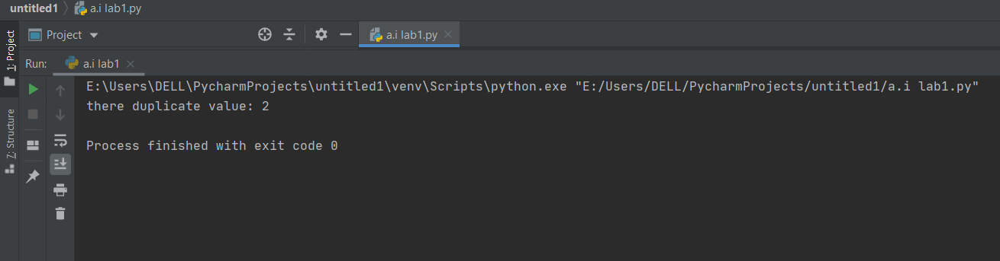 untitled1 〉 a.i lab1.py
1: Project
Project
a.i lab1.py
Run:
a.i lab1
E:\Users\DELL\PycharmProjects\untitled1\venv\Scripts\python.exe "E:/Users/DELL/PycharmProjects/untitled1/a.i lab1.py"
there duplicate value: 2
Process finished with exit code 0
7: Structure